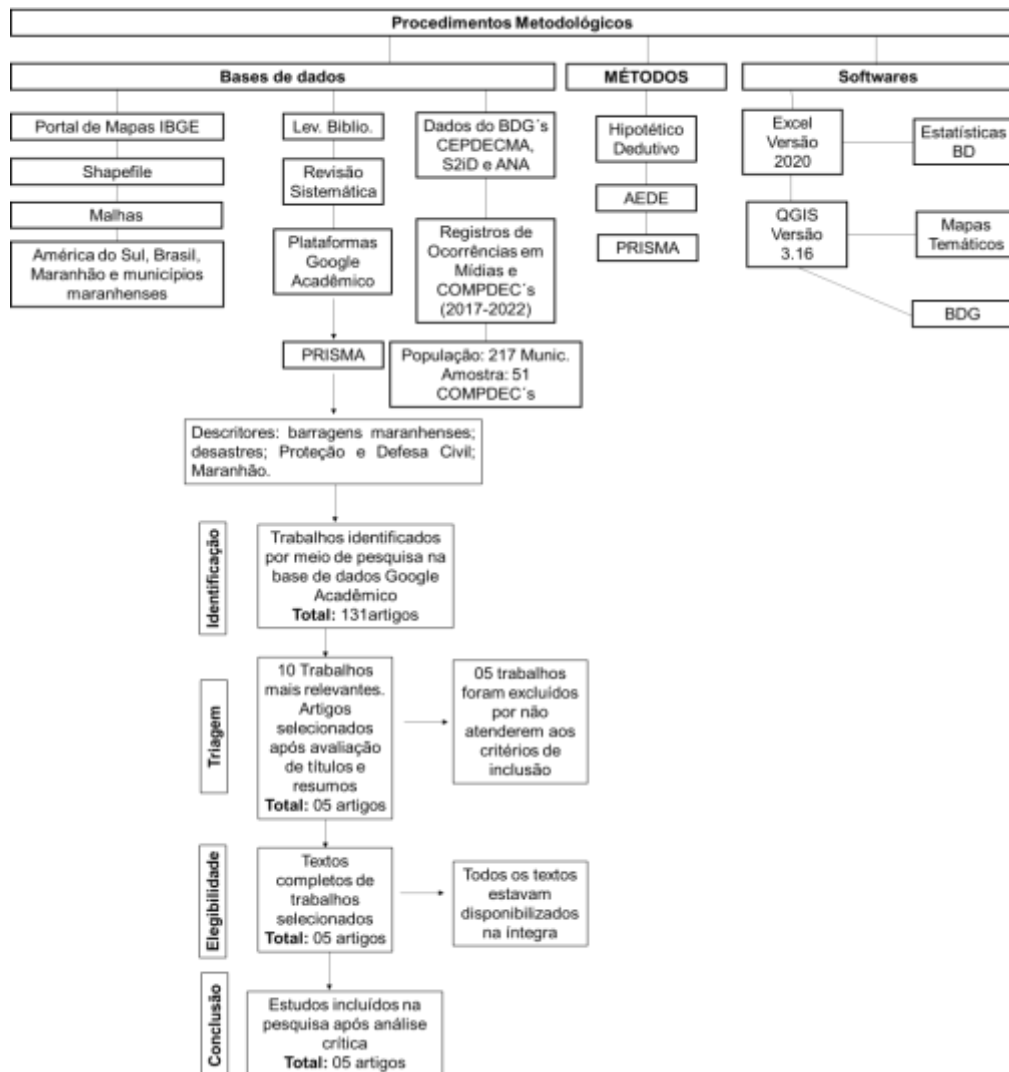 Procedimentos Metodológicos
Bases de dados
MÉTODOS
Softwares
Portal de Mapas IBGE
Shapefile
Malhas
América do Sul, Brasil,
Maranhão e municípios
maranhenses
Lev. Biblio.
Revisão
Sistemática
Plataformas
Google
Acadêmico
PRISMA
Dados do BDG´s
CEPDECMA,
S2iD e ANA
Registros de
Ocorrências em
Mídias e
COMPDEC´s
(2017-2022)
População: 217 Munic.
Amostra: 51
COMPDEC´s
Hipotético
Dedutivo
AEDE
PRISMA
Excel
Versão
2020
Estatísticas
BD
QGIS
Versão
3.16
Mapas
Temáticos
BDG
Descritores: barragens maranhenses;
desastres; Proteção e Defesa Civil;
Maranhão.
Identificação
Trabalhos identificados
por meio de pesquisa na
base de dados Google
Acadêmico
Total: 131artigos
Triagem
10 Trabalhos
mais relevantes.
Artigos
selecionados
após avaliação
de títulos e
resumos
Total: 05 artigos
05 trabalhos
foram excluídos
por não
atenderem aos
critérios de
inclusão
Elegibilidade
Textos
completos de
trabalhos
selecionados
Total: 05 artigos
Todos os textos
estavam
disponibilizados
na íntegra
Conclusão
Estudos incluídos na
pesquisa após análise
crítica
Total: 05 artigos